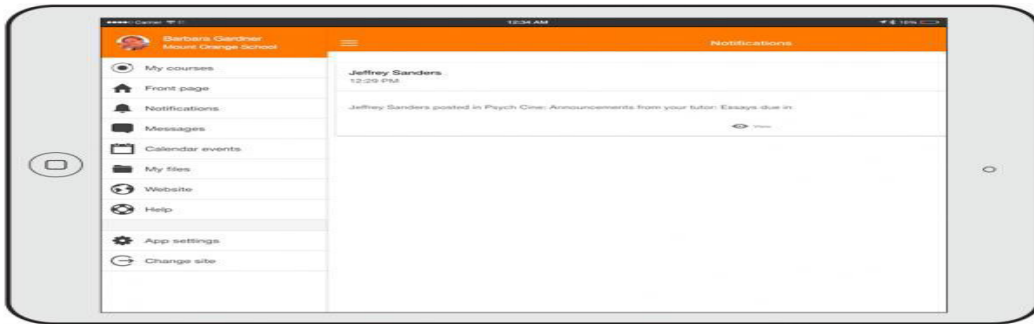 Carrier
12:34 AM
Barbara Gardner
Mount Orange School
Notifications
My courses
Front page
Notifications
Messages
Calendar events
My files
Website
Help
App settings
Change site
Jeffrey Sanders
12:29 PM
Jeffrey Sanders posted in Psych Cine: Announcements from your tutor: Essays due in
View